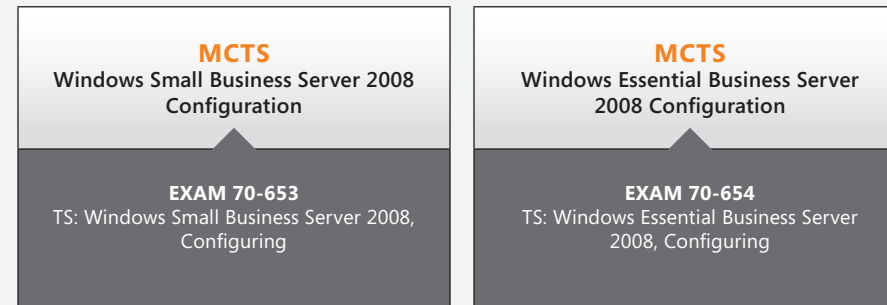 MCTS
Windows Small Business Server 2008
Configuration
EXAM 70-653
TS: Windows Small Business Server 2008,
Configuring
MCTS
Windows Essential Business Server
2008 Configuration
EXAM 70-654
TS: Windows Essential Business Server
2008, Configuring